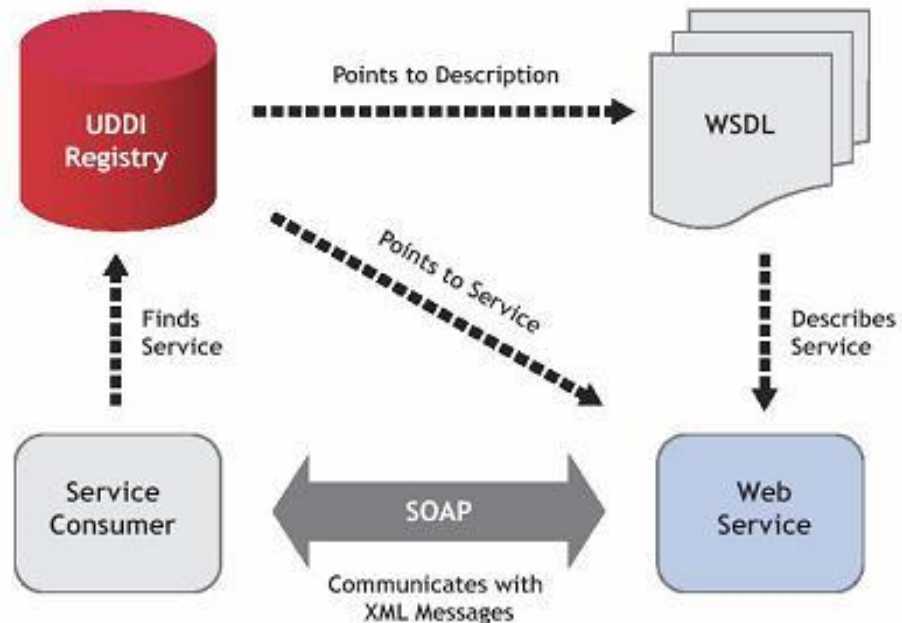 UDDI
Registry
Points to Description
WSDL
Points to Service
Finds
Service
Describes
Service
Service
Consumer
SOAP
Web
Service
Communicates with
XML Messages